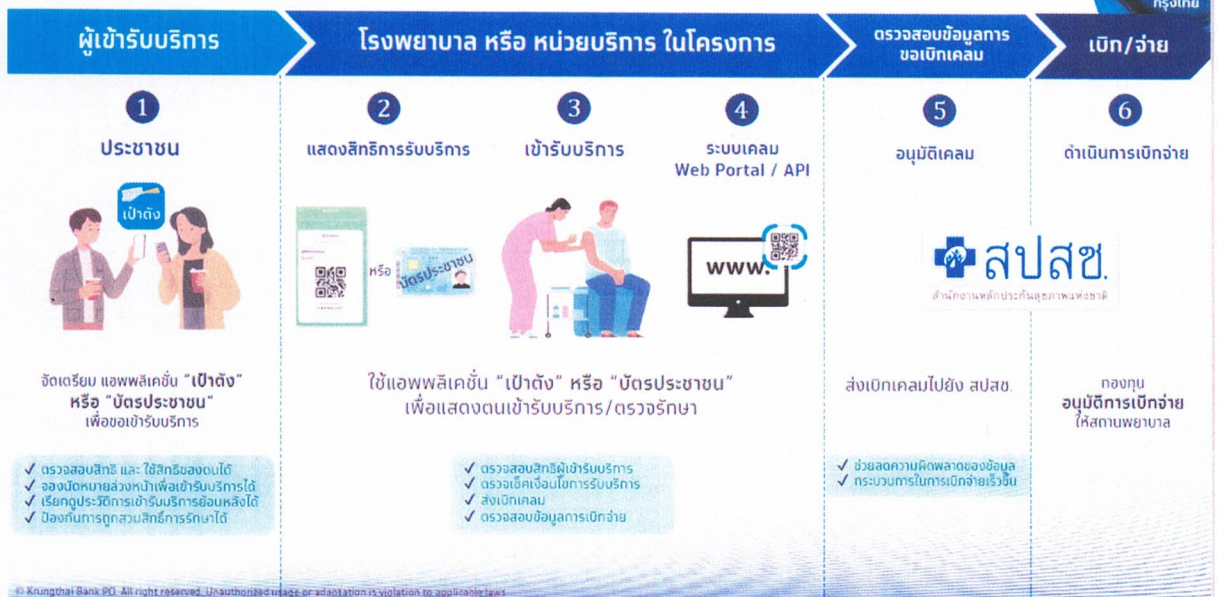 กรุงไทย
ผู้เข้ารับบริการ
โรงพยาบาล หรือ หน่วยบริการ ในโครงการ
ตรวจสอบข้อมูลการ
ขอเบิกเคลม
เบิก/จ่าย
1
ประชาชน
เป๋าตัง
จัดเตรียม แอพพลิเคชั่น "เป๋าตัง"
หรือ "บัตรประชาชน"
เพื่อขอเข้ารับบริการ
✓ ตรวจสอบสิทธิ และ ใช้สิทธิของตนได้
✓ จองนัดหมายล่วงหน้าเพื่อเข้ารับบริการได้
✓ เรียกดูประวัติการเข้ารับบริการย้อนหลังได้
✓ ป้องกันการถูกสวมสิทธิ์การรักษาได้
2
แสดงสิทธิการรับบริการ
หรือ
บัตรประชาชน
3
เข้ารับบริการ
4
ระบบเคลม
Web Portal / API
www.
ใช้แอพพลิเคชั่น "เป๋าตัง" หรือ "บัตรประชาชน"
เพื่อแสดงตนเข้ารับบริการ/ตรวจรักษา
✓ ตรวจสอบสิทธิผู้เข้ารับบริการ
✓ ตรวจเช็คเงื่อนไขการรับบริการ
✓ ส่งเบิกเคลม
✓ ตรวจสอบข้อมูลการเบิกจ่าย
5
อนุมัติเคลม
สปสช.
สำนักงานหลักประกันสุขภาพแห่งชาติ
ส่งเบิกเคลมไปยัง สปสช.
✓ ช่วยลดความผิดพลาดของข้อมูล
✓ กระบวนการในการเบิกจ่ายเร็วขึ้น
6
ดำเนินการเบิกจ่าย
กองทุน
อนุมัติการเบิกจ่าย
ให้สถานพยาบาล
© Krungthai Bank PCL All right reserved. Unauthorized usage or adaptation is violation to applicable laws